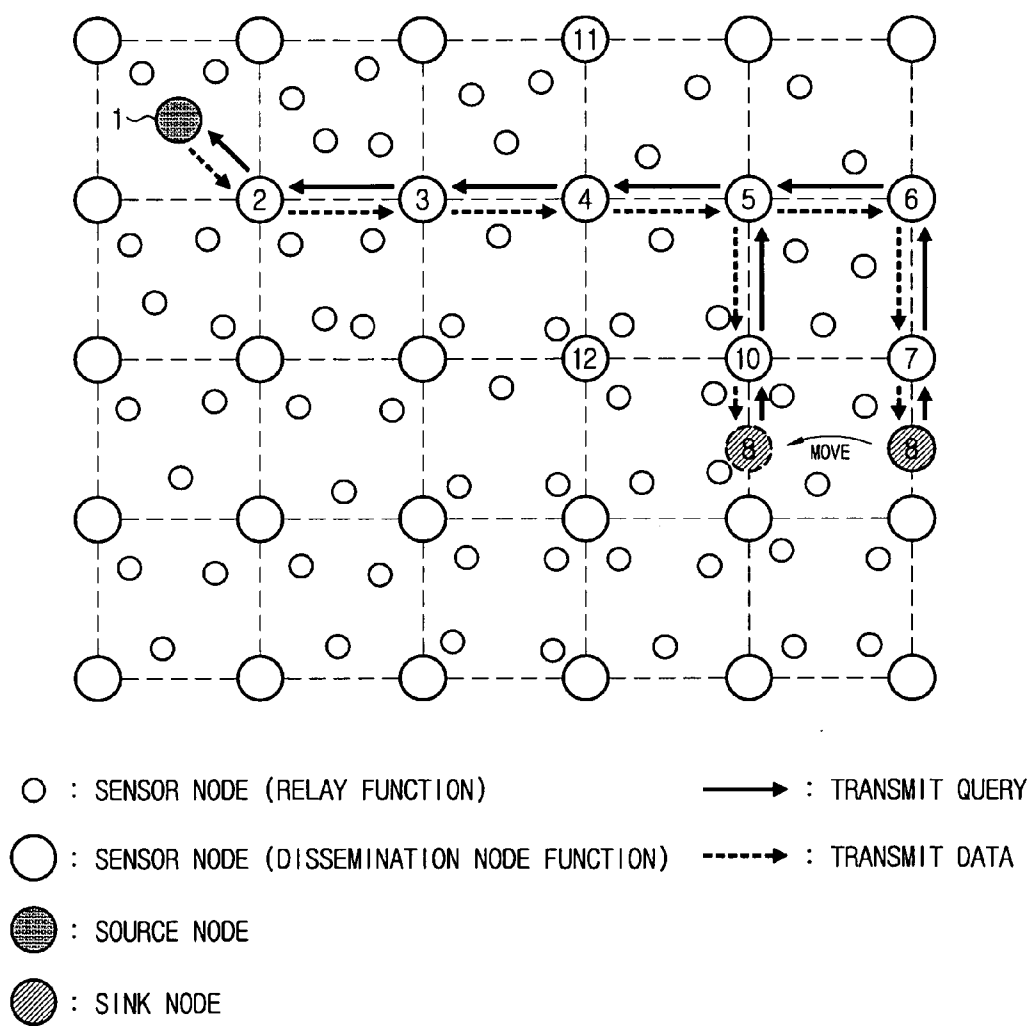 11
1
2 3 4 5 6
12 10 7
8 MOVE 8
: SENSOR NODE (RELAY FUNCTION)
: TRANSMIT QUERY
: SENSOR NODE (DISSEMINATION NODE FUNCTION)
: TRANSMIT DATA
: SOURCE NODE
: SINK NODE